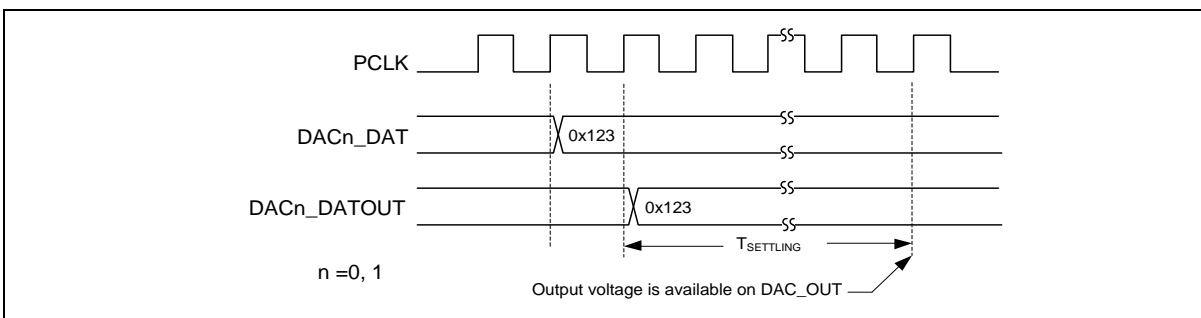 PCLK
DACn_DAT
0x123
DACn_DATOUT
0x123
TSETTLING
n =0, 1
Output voltage is available on DAC_OUT